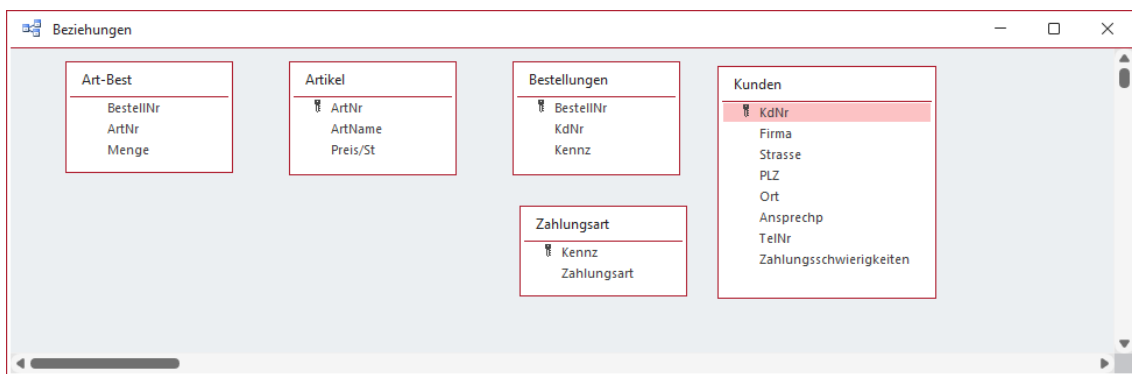 Beziehungen
Art-Best
BestellNr
ArtNr
Menge
Artikel
ArtNr
ArtName
Preis/St
Bestellungen
BestellNr
KdNr
Kennz
Zahlungsart
Kennz
Zahlungsart
Kunden
KdNr
Firma
Strasse
PLZ
Ort
Ansprechp
TelNr
Zahlungsschwierigkeiten